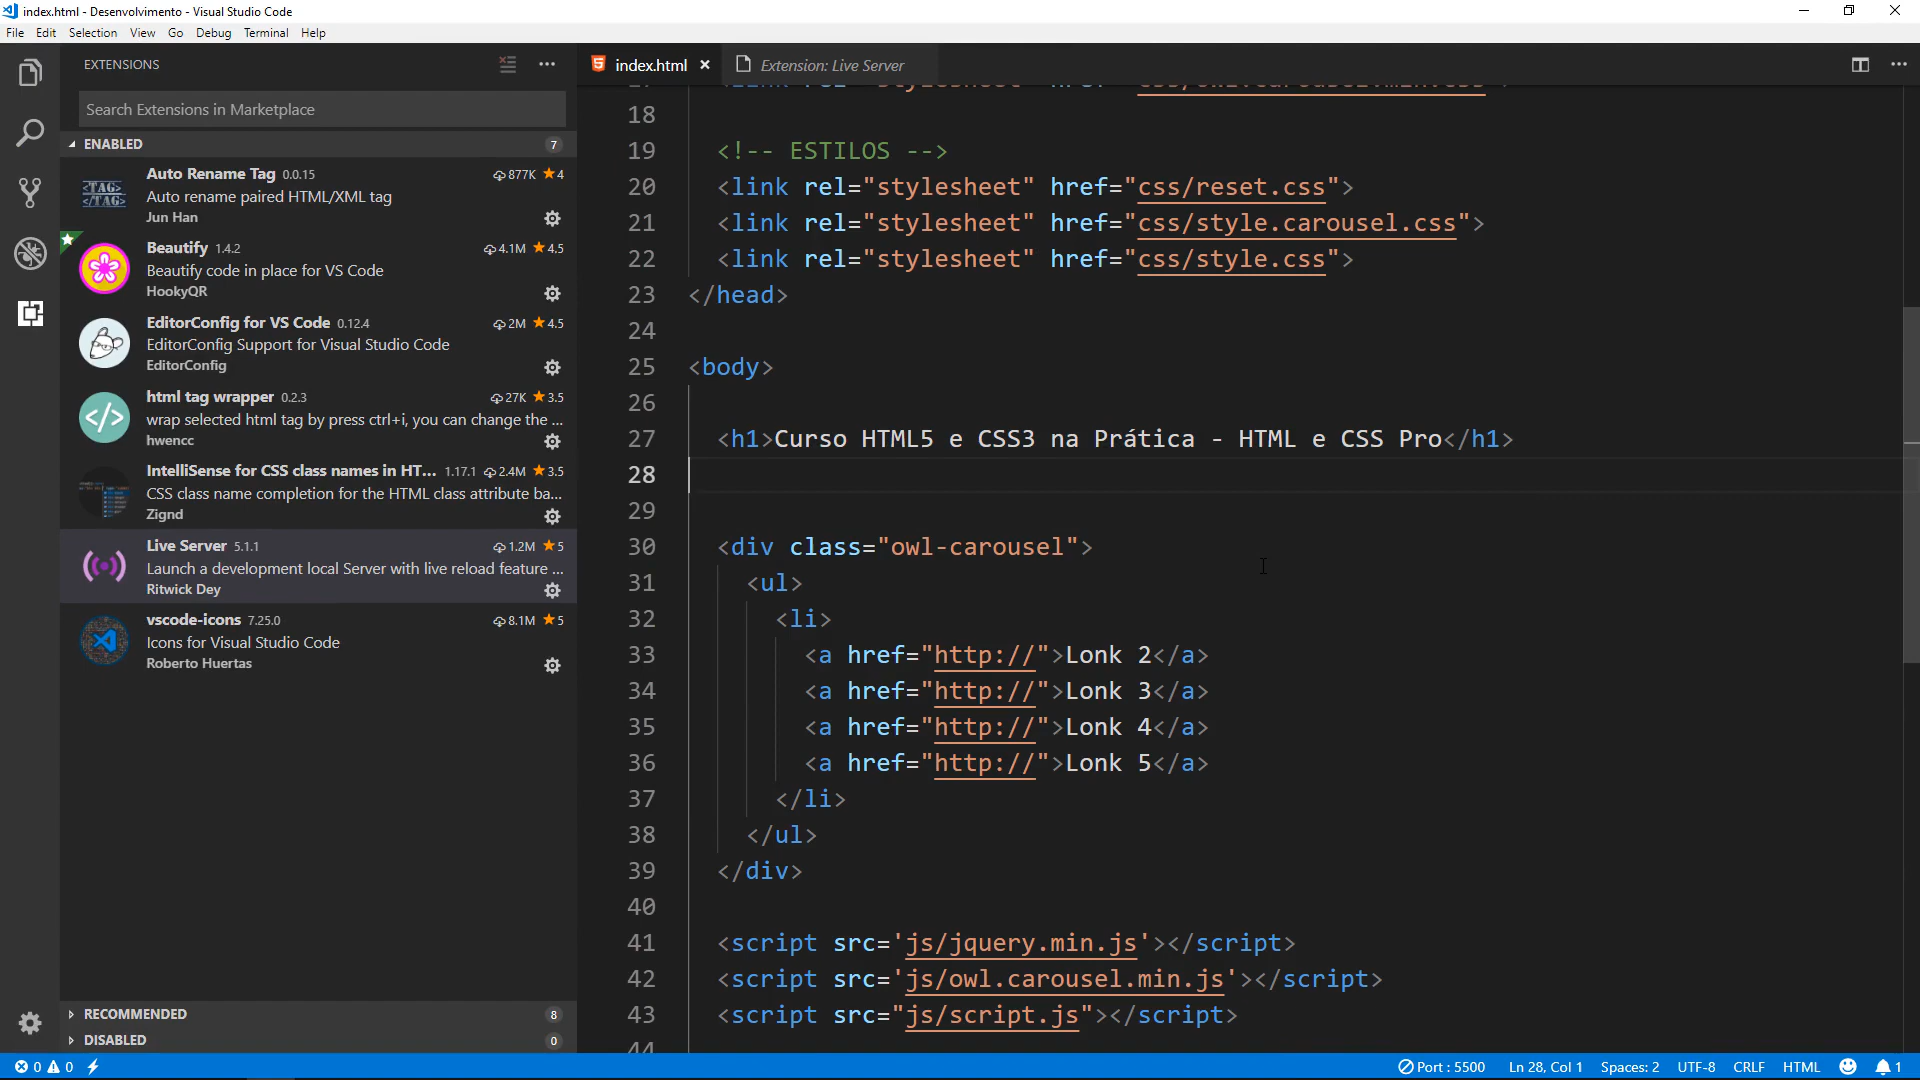 index.html - Desenvolvimento - Visual Studio Code
File Edit Selection View Go Debug Terminal Help
EXTENSIONS
Search Extensions in Marketplace
ENABLED 7
Auto Rename Tag 0.0.15 877K 4
Auto rename paired HTML/XML tag
Jun Han
Beautify 1.4.2 4.1M 4.5
Beautify code in place for VS Code
HookyQR
EditorConfig for VS Code 0.12.4 2M 4.5
EditorConfig Support for Visual Studio Code
EditorConfig
html tag wrapper 0.2.3 27K 3.5
wrap selected html tag by press ctrl+i, you can change the ...
hwencc
IntelliSense for CSS class names in HT... 1.17.1 2.4M 3.5
CSS class name completion for the HTML class attribute ba...
Zignd
Live Server 5.1.1 1.2M 5
Launch a development local Server with live reload feature ...
Ritwick Dey
vscode-icons 7.25.0 8.1M 5
Icons for Visual Studio Code
Roberto Huertas
RECOMMENDED 8
DISABLED 0
index.html Extension: Live Server
18
19 <!-- ESTILOS -->
20 <link rel="stylesheet" href="css/reset.css">
21 <link rel="stylesheet" href="css/style.carousel.css">
22 <link rel="stylesheet" href="css/style.css">
23 </head>
24
25 <body>
26
27 <h1>Curso HTML5 e CSS3 na Prática - HTML e CSS Pro</h1>
28
29
30 <div class="owl-carousel">
31 <ul>
32 <li>
33 <a href="http://">Lonk 2</a>
34 <a href="http://">Lonk 3</a>
35 <a href="http://">Lonk 4</a>
36 <a href="http://">Lonk 5</a>
37 </li>
38 </ul>
39 </div>
40
41 <script src='js/jquery.min.js'></script>
42 <script src='js/owl.carousel.min.js'></script>
43 <script src="js/script.js"></script>
44
0 0 Port : 5500 Ln 28, Col 1 Spaces: 2 UTF-8 CRLF HTML 1